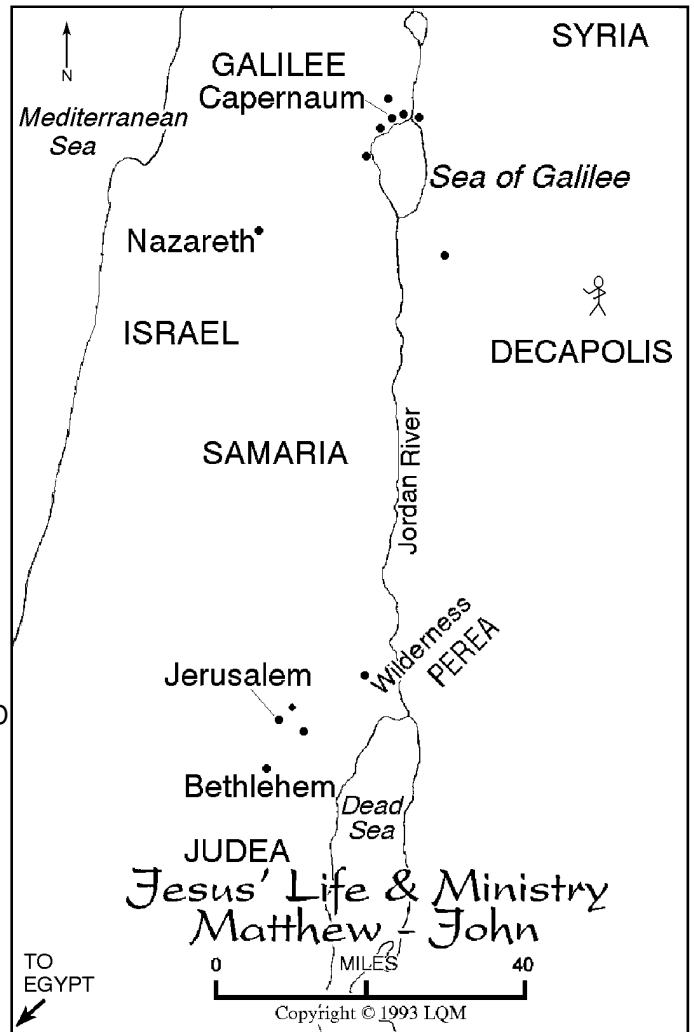 SYRIA
N
GALILEE
Capernaum
Mediterranean
Sea
Sea of Galilee
Nazareth
ISRAEL
DECAPOLIS
SAMARIA
Jordan River
Wilderness
PEREA
Jerusalem
Bethlehem
Dead
Sea
JUDEA
Jesus' Life & Ministry
Matthew - John
TO
EGYPT
0 MILES 40
Copyright © 1993 LQM